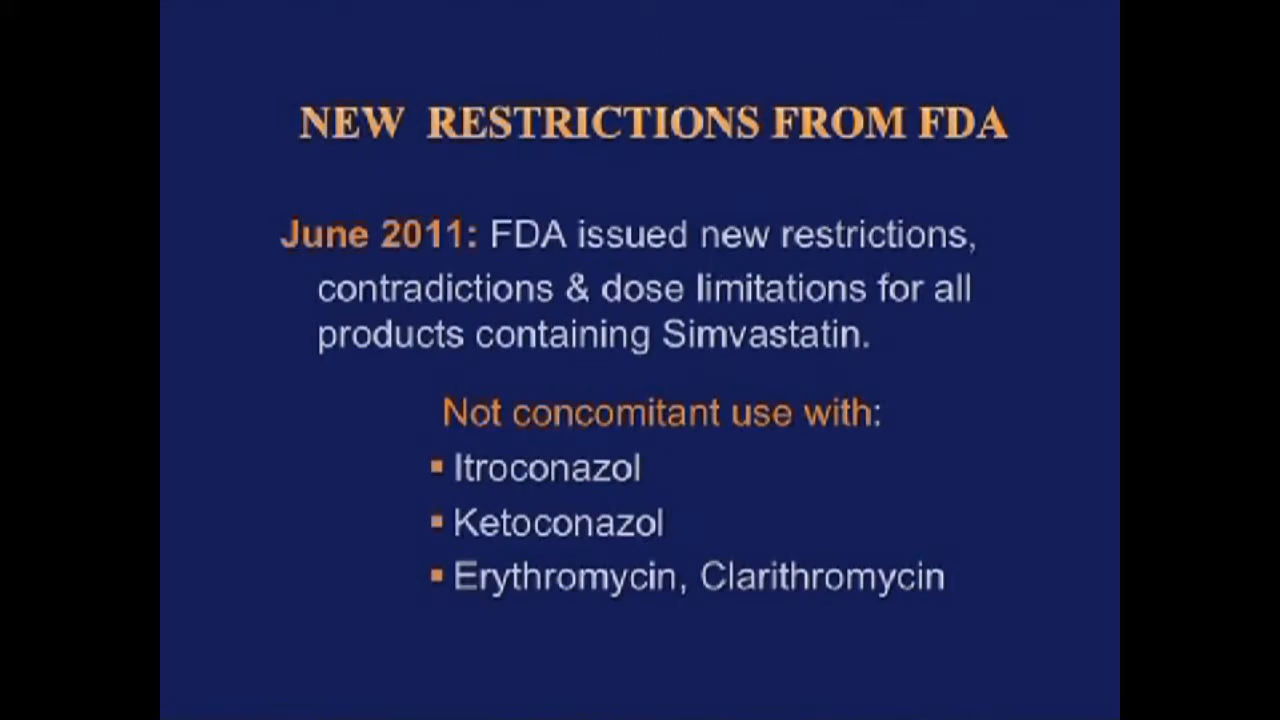 NEW RESTRICTIONS FROM FDA
June 2011: FDA issued new restrictions,
contradictions & dose limitations for all
products containing Simvastatin.
Not concomitant use with:
▪ Itroconazol
▪ Ketoconazol
▪ Erythromycin, Clarithromycin